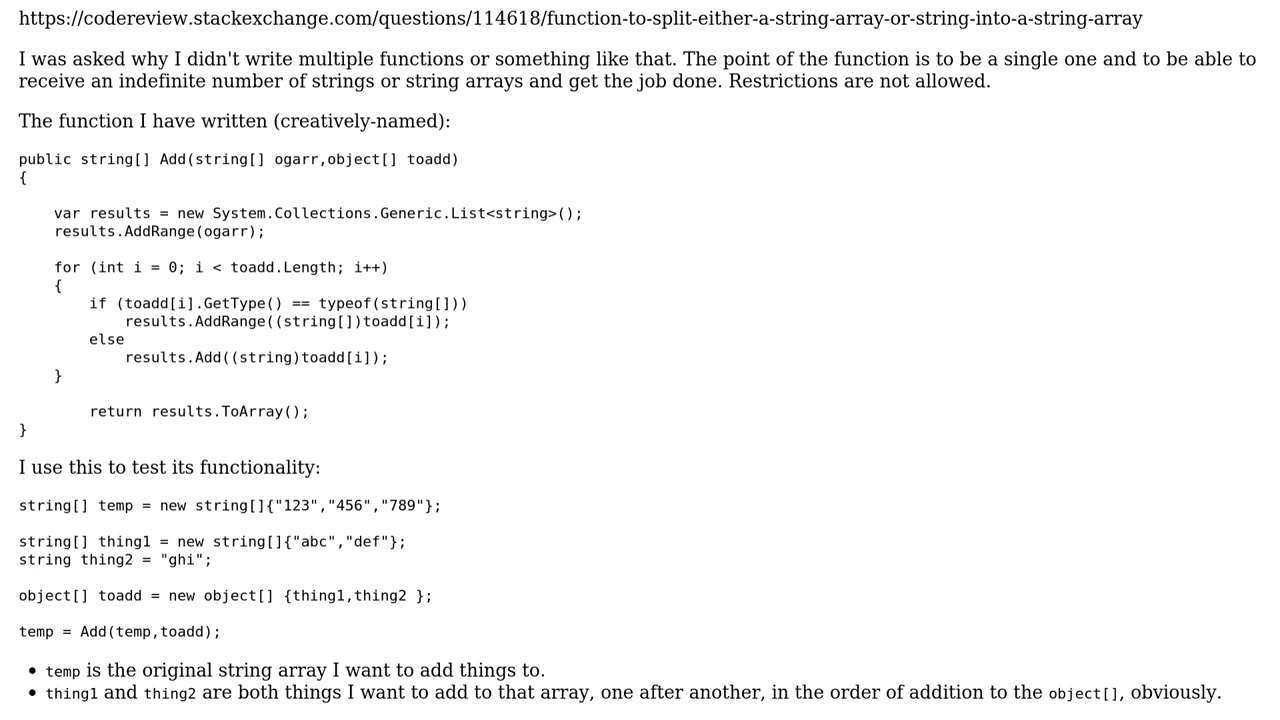 https://codereview.stackexchange.com/questions/114618/function-to-split-either-a-string-array-or-string-into-a-string-array
I was asked why I didn't write multiple functions or something like that. The point of the function is to be a single one and to be able to
receive an indefinite number of strings or string arrays and get the job done. Restrictions are not allowed.
The function I have written (creatively-named):
public string[] Add(string[] ogarr,object[] toadd)
{
    var results = new System.Collections.Generic.List<string>();
    results.AddRange(ogarr);
    for (int i = 0; i < toadd.Length; i++)
    {
        if (toadd[i].GetType() == typeof(string[]))
            results.AddRange((string[])toadd[i]);
        else
            results.Add((string)toadd[i]);
    }
        return results.ToArray();
}
I use this to test its functionality:
string[] temp = new string[]{"123","456","789"};
string[] thing1 = new string[]{"abc","def"};
string thing2 = "ghi";
object[] toadd = new object[] {thing1,thing2 };
temp = Add(temp,toadd);
• temp is the original string array I want to add things to.
• thing1 and thing2 are both things I want to add to that array, one after another, in the order of addition to the object[], obviously.